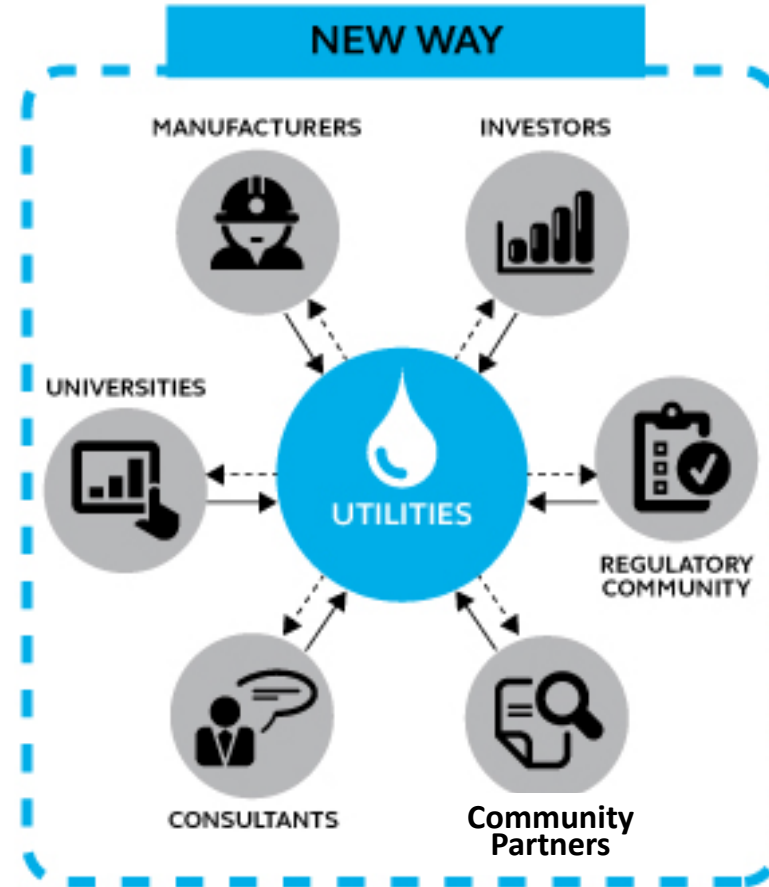 NEW WAY
MANUFACTURERS
INVESTORS
UNIVERSITIES
UTILITIES
REGULATORY
COMMUNITY
CONSULTANTS
Community
Partners